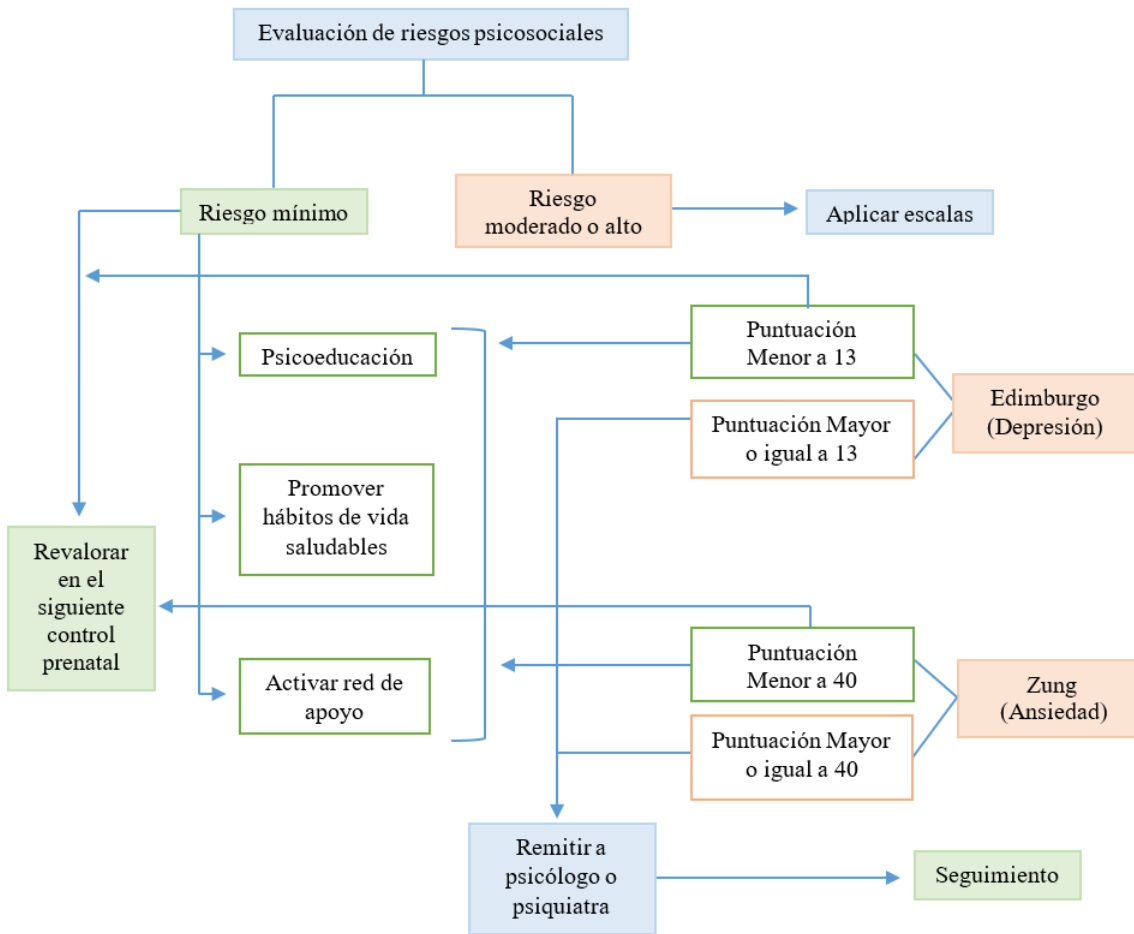 Evaluación de riesgos psicosociales
Riesgo mínimo
Riesgo
moderado o alto
Aplicar escalas
Psicoeducación
Puntuación
Menor a 13
Edimburgo
(Depresión)
Puntuación Mayor
o igual a 13
Promover
hábitos de vida
saludables
Revalorar
en el
siguiente
control
prenatal
Activar red de
apoyo
Puntuación
Menor a 40
Zung
(Ansiedad)
Puntuación Mayor
o igual a 40
Remitir a
psicólogo o
psiquiatra
Seguimiento